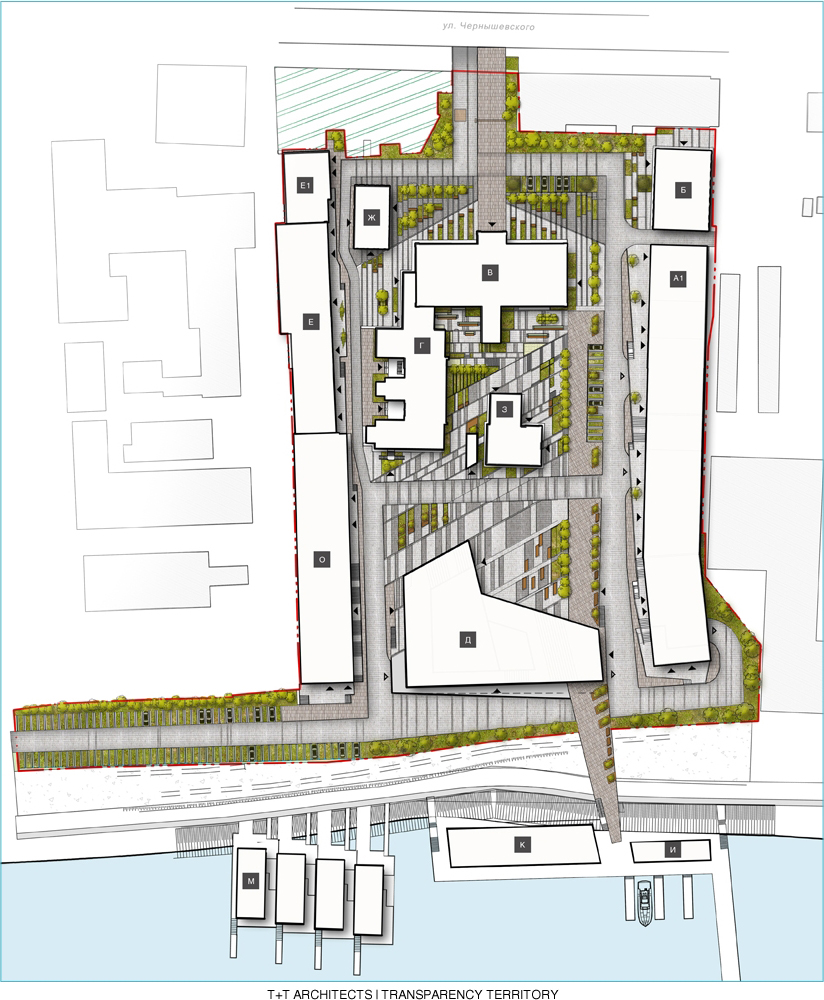 ул. Чернышевского
Е1
Ж
Б
В
А1
Е
Г
З
О
Д
К
И
М
T+T ARCHITECTS | TRANSPARENCY TERRITORY